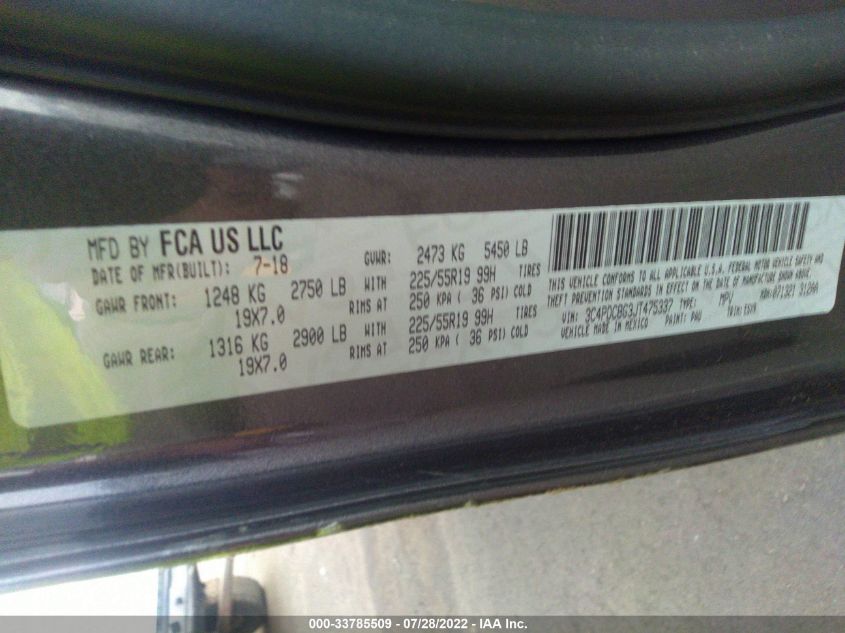 MFD BY FCA US LLC
DATE OF MFR(BUILT): 7-18 GVWR: 2473 KG 5450 LB
GAWR FRONT: 1248 KG 2750 LB WITH 225/55R19 99H TIRES
19X7.0 RIMS AT 250 KPA ( 36 PSI) COLD
GAWR REAR: 1316 KG 2900 LB WITH 225/55R19 99H TIRES
19X7.0 RIMS AT 250 KPA ( 36 PSI) COLD
THIS VEHICLE CONFORMS TO ALL APPLICABLE U.S.A. FEDERAL MOTOR VEHICLE SAFETY AND
THEFT PREVENTION STANDARDS IN EFFECT ON THE DATE OF MANUFACTURE SHOWN ABOVE.
VIN: 3C4PDCBG3JT475337 TYPE: MPV
VEHICLE MADE IN MEXICO PAINT: PAU TRIM:
000-33785509 / 07/28/2022 - IAA Inc.